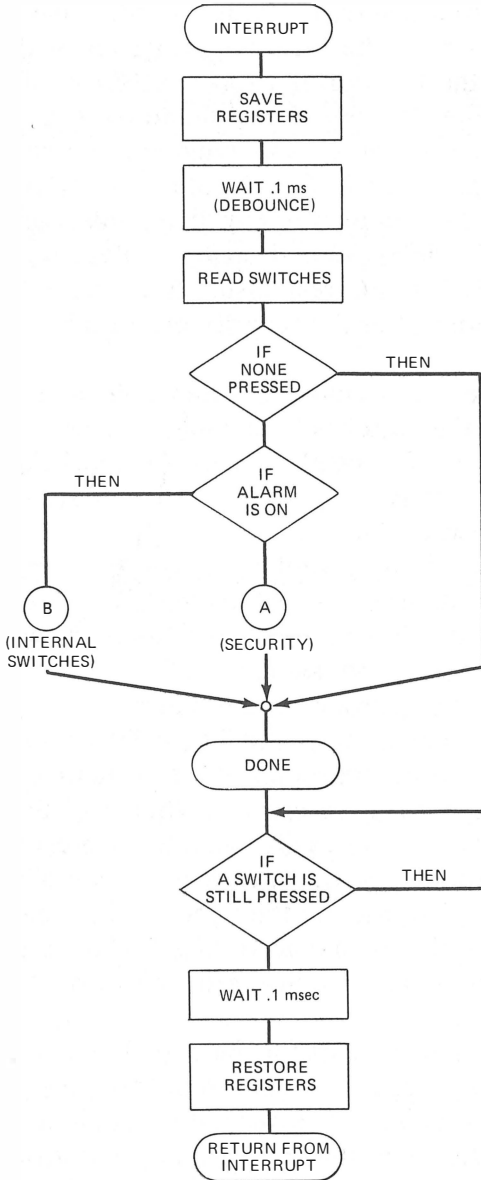 INTERRUPT
SAVE
REGISTERS
WAIT .1 ms
(DEBOUNCE)
READ SWITCHES
IF
NONE
PRESSED
THEN
IF
ALARM
IS ON
THEN
B
(INTERNAL
SWITCHES)
A
(SECURITY)
DONE
IF
A SWITCH IS
STILL PRESSED
THEN
WAIT .1 msec
RESTORE
REGISTERS
RETURN FROM
INTERRUPT